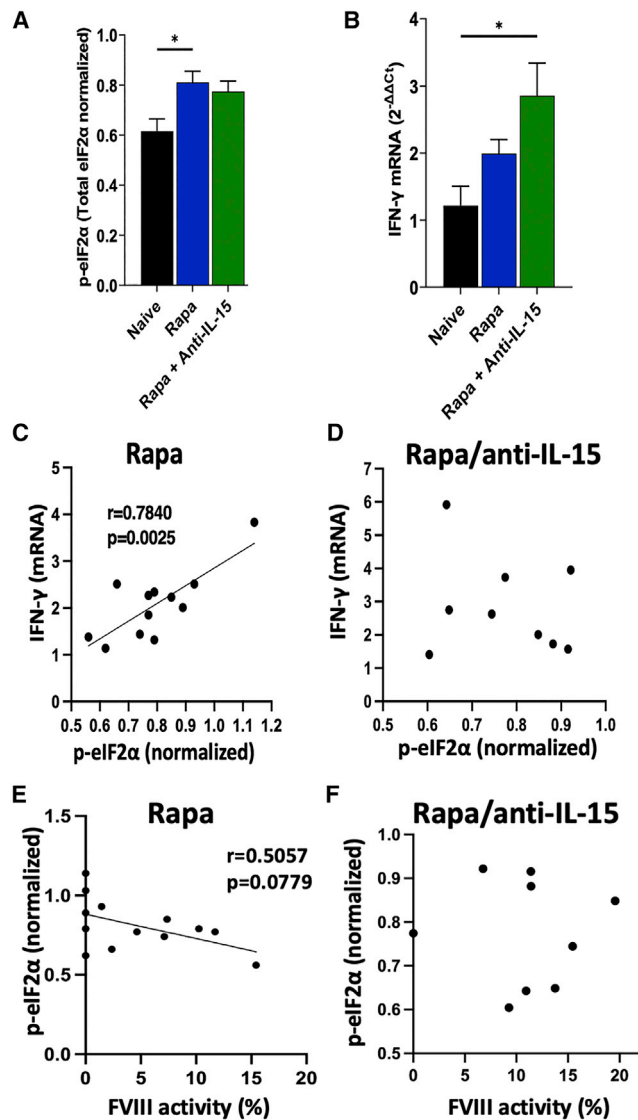 A
p-eIF2α (Total eIF2α normalized)
1.0
0.8
0.6
0.4
0.2
0.0
*
Naive
Rapa
Rapa + Anti-IL-15
B
IFN-γ mRNA (2^-ΔΔCt)
4
3
2
1
0
*
Naive
Rapa
Rapa + Anti-IL-15
C
Rapa
r=0.7840
p=0.0025
IFN-γ (mRNA)
5
4
3
2
1
0
0.5 0.6 0.7 0.8 0.9 1.0 1.1 1.2
p-eIF2α (normalized)
D
Rapa/anti-IL-15
IFN-γ (mRNA)
7
6
5
4
3
2
1
0
0.5 0.6 0.7 0.8 0.9 1.0
p-eIF2α (normalized)
E
Rapa
r=0.5057
p=0.0779
p-eIF2α (normalized)
1.5
1.0
0.5
0.0
0 5 10 15 20
FVIII activity (%)
F
Rapa/anti-IL-15
p-eIF2α (normalized)
1.0
0.9
0.8
0.7
0.6
0.5
0 5 10 15 20
FVIII activity (%)